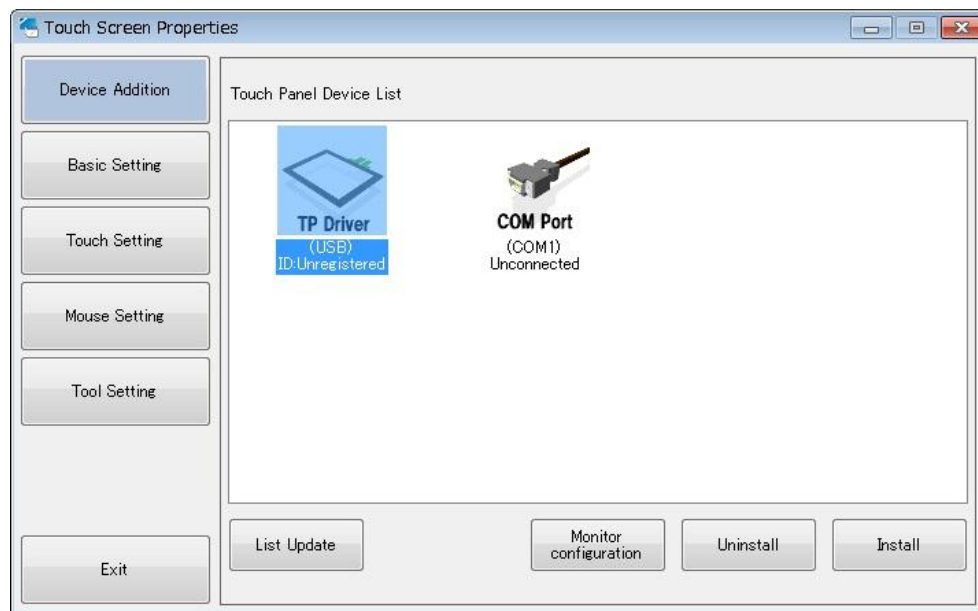 Touch Screen Properties
Device Addition
Basic Setting
Touch Setting
Mouse Setting
Tool Setting
Exit
Touch Panel Device List
TP Driver
(USB)
ID:Unregistered
COM Port
(COM1)
Unconnected
List Update
Monitor
configuration
Uninstall
Install